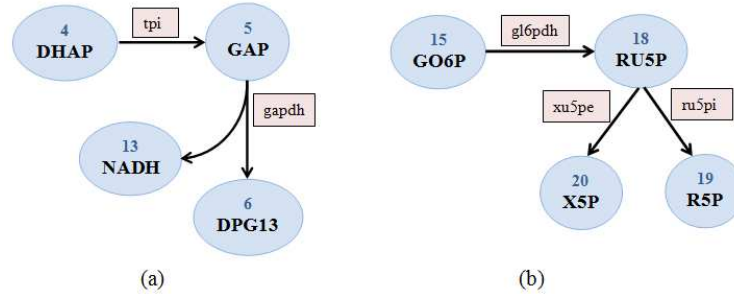 4
DHAP
tpi
5
GAP
gapdh
13
NADH
6
DPG13
(a)
15
GO6P
gl6pdh
18
RU5P
xu5pe
ru5pi
20
X5P
19
R5P
(b)